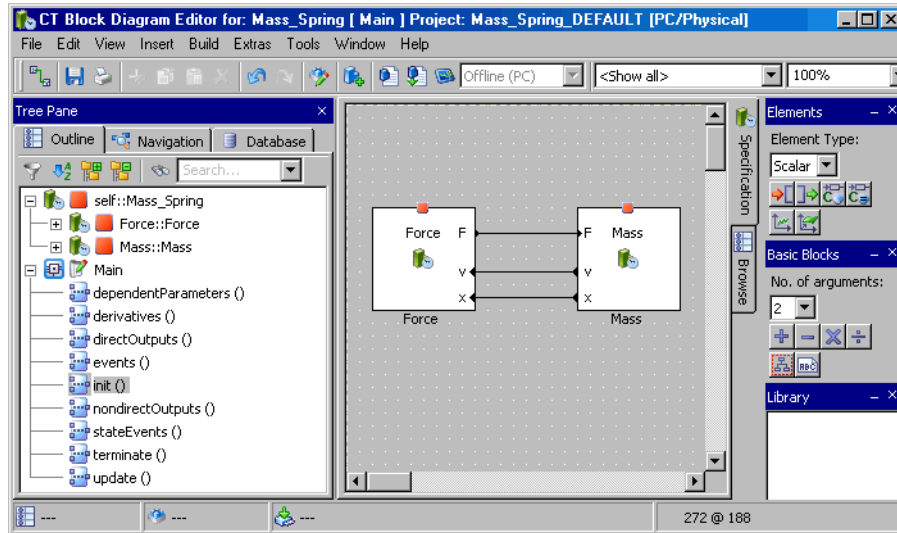 CT Block Diagram Editor for: Mass_Spring [ Main ] Project: Mass_Spring_DEFAULT [PC/Physical]
File Edit View Insert Build Extras Tools Window Help
Offline (PC) <Show all> 100%
Tree Pane
Outline Navigation Database
Search...
self::Mass_Spring
Force::Force
Mass::Mass
Main
dependentParameters ()
derivatives ()
directOutputs ()
events ()
init ()
nondirectOutputs ()
stateEvents ()
terminate ()
update ()
Force F
v
x
Force
F Mass
v
x
Mass
Specification
Browse
Elements
Element Type:
Scalar
Basic Blocks
No. of arguments:
2
ABC
Library
---
---
---
272 @ 188